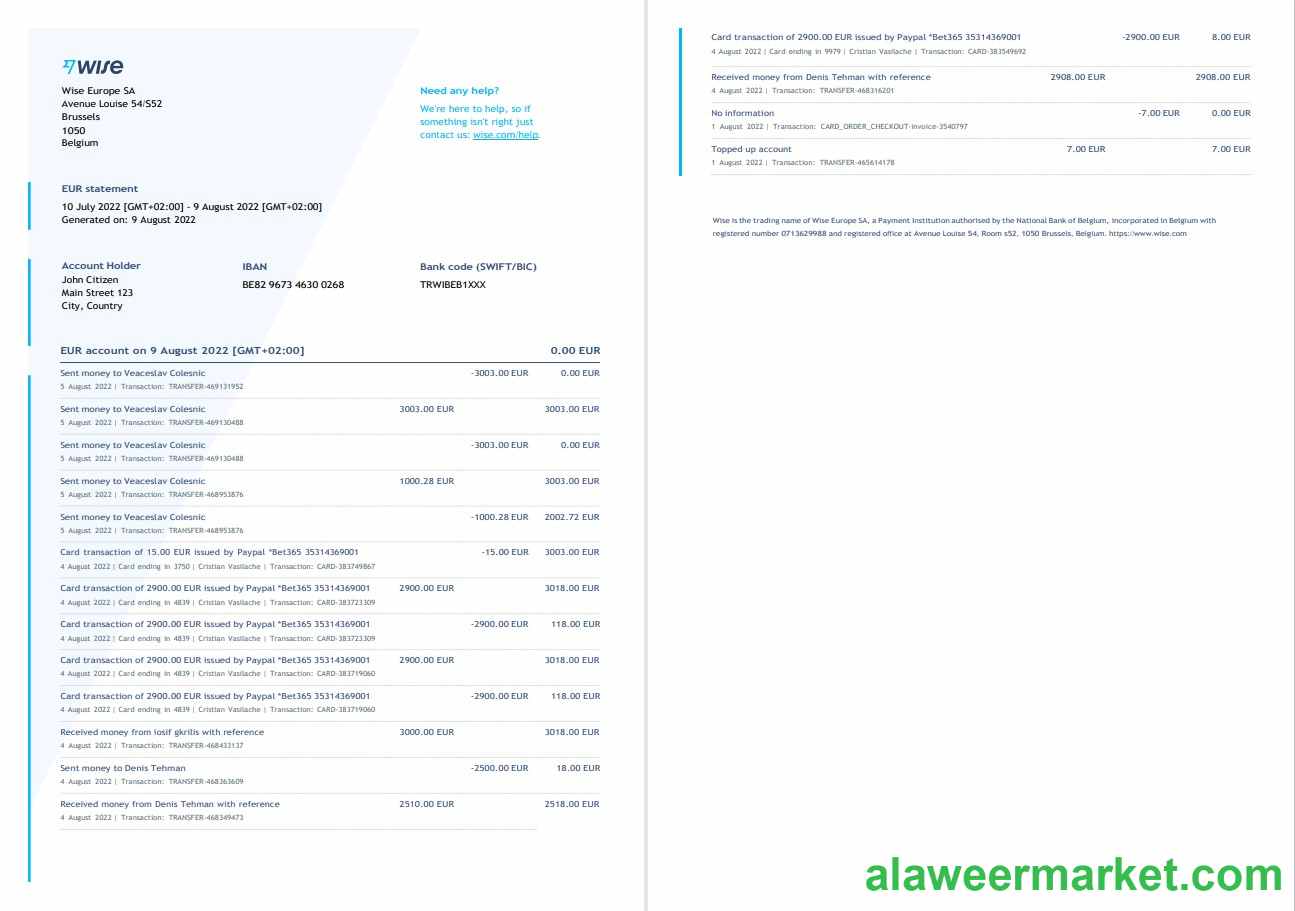 wise
Wise Europe SA
Avenue Louise 54/S52
Brussels
1050
Belgium
Need any help?
We're here to help, so if
something isn't right just
contact us: wise.com/help.
EUR statement
10 July 2022 [GMT+02:00] - 9 August 2022 [GMT+02:00]
Generated on: 9 August 2022
Account Holder
John Citizen
Main Street 123
City, Country
IBAN
BE82 9673 4630 0268
Bank code (SWIFT/BIC)
TRWIBEB1XXX
EUR account on 9 August 2022 [GMT+02:00] 0.00 EUR
Sent money to Veaceslav Colesnic -3003.00 EUR 0.00 EUR
5 August 2022 | Transaction: TRANSFER-469131952
Sent money to Veaceslav Colesnic 3003.00 EUR 3003.00 EUR
5 August 2022 | Transaction: TRANSFER-469130488
Sent money to Veaceslav Colesnic -3003.00 EUR 0.00 EUR
5 August 2022 | Transaction: TRANSFER-469130488
Sent money to Veaceslav Colesnic 1000.28 EUR 3003.00 EUR
5 August 2022 | Transaction: TRANSFER-468953876
Sent money to Veaceslav Colesnic -1000.28 EUR 2002.72 EUR
5 August 2022 | Transaction: TRANSFER-468953876
Card transaction of 15.00 EUR issued by Paypal *Bet365 35314369001 -15.00 EUR 3003.00 EUR
4 August 2022 | Card ending in 3750 | Cristian Vasilache | Transaction: CARD-383749867
Card transaction of 2900.00 EUR issued by Paypal *Bet365 35314369001 2900.00 EUR 3018.00 EUR
4 August 2022 | Card ending in 4839 | Cristian Vasilache | Transaction: CARD-383723309
Card transaction of 2900.00 EUR issued by Paypal *Bet365 35314369001 -2900.00 EUR 118.00 EUR
4 August 2022 | Card ending in 4839 | Cristian Vasilache | Transaction: CARD-383723309
Card transaction of 2900.00 EUR issued by Paypal *Bet365 35314369001 2900.00 EUR 3018.00 EUR
4 August 2022 | Card ending in 4839 | Cristian Vasilache | Transaction: CARD-383719060
Card transaction of 2900.00 EUR issued by Paypal *Bet365 35314369001 -2900.00 EUR 118.00 EUR
4 August 2022 | Card ending in 4839 | Cristian Vasilache | Transaction: CARD-383719060
Received money from iosif gkrilis with reference 3000.00 EUR 3018.00 EUR
4 August 2022 | Transaction: TRANSFER-468433137
Sent money to Denis Tehman -2500.00 EUR 18.00 EUR
4 August 2022 | Transaction: TRANSFER-468363609
Received money from Denis Tehman with reference 2510.00 EUR 2518.00 EUR
4 August 2022 | Transaction: TRANSFER-468349473
Card transaction of 2900.00 EUR issued by Paypal *Bet365 35314369001 -2900.00 EUR 8.00 EUR
4 August 2022 | Card ending in 9979 | Cristian Vasilache | Transaction: CARD-383549692
Received money from Denis Tehman with reference 2908.00 EUR 2908.00 EUR
4 August 2022 | Transaction: TRANSFER-468316201
No information -7.00 EUR 0.00 EUR
1 August 2022 | Transaction: CARD_ORDER_CHECKOUT-invoice-3540797
Topped up account 7.00 EUR 7.00 EUR
1 August 2022 | Transaction: TRANSFER-465614178
Wise is the trading name of Wise Europe SA, a Payment Institution authorised by the National Bank of Belgium, incorporated in Belgium with
registered number 0713629988 and registered office at Avenue Louise 54, Room s52, 1050 Brussels, Belgium. https://www.wise.com
alaweermarket.com